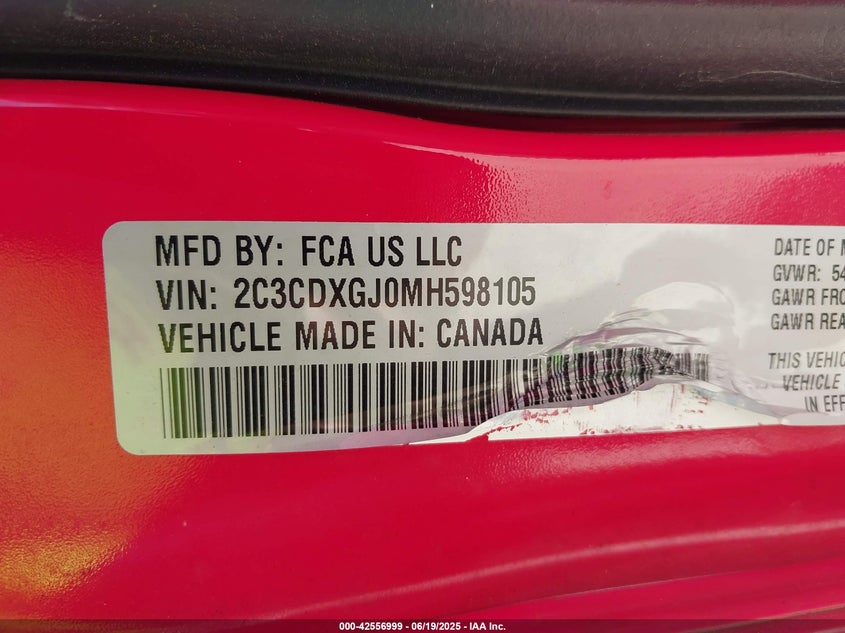 MFD BY: FCA US LLC
VIN: 2C3CDXGJ0MH598105
VEHICLE MADE IN: CANADA
DATE OF M
GVWR: 54
GAWR FRO
GAWR REA
THIS VEHIC
VEHICLE
IN EFF
000-42556999 - 06/19/2025 - IAA Inc.